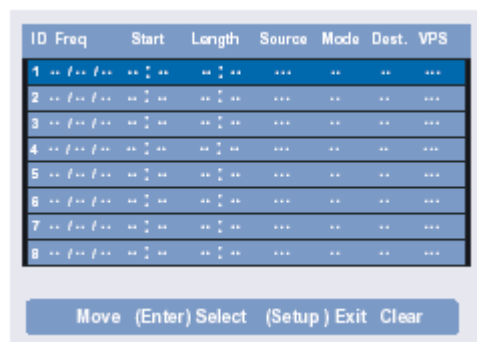 ID Freq Start Length Source Mode Dest. VPS
1 -- /-- /-- -- : -- -- : -- --- -- -- ---
2 -- /-- /-- -- : -- -- : -- --- -- -- ---
3 -- /-- /-- -- : -- -- : -- --- -- -- ---
4 -- /-- /-- -- : -- -- : -- --- -- -- ---
5 -- /-- /-- -- : -- -- : -- --- -- -- ---
6 -- /-- /-- -- : -- -- : -- --- -- -- ---
7 -- /-- /-- -- : -- -- : -- --- -- -- ---
8 -- /-- /-- -- : -- -- : -- --- -- -- ---
Move (Enter) Select (Setup ) Exit Clear